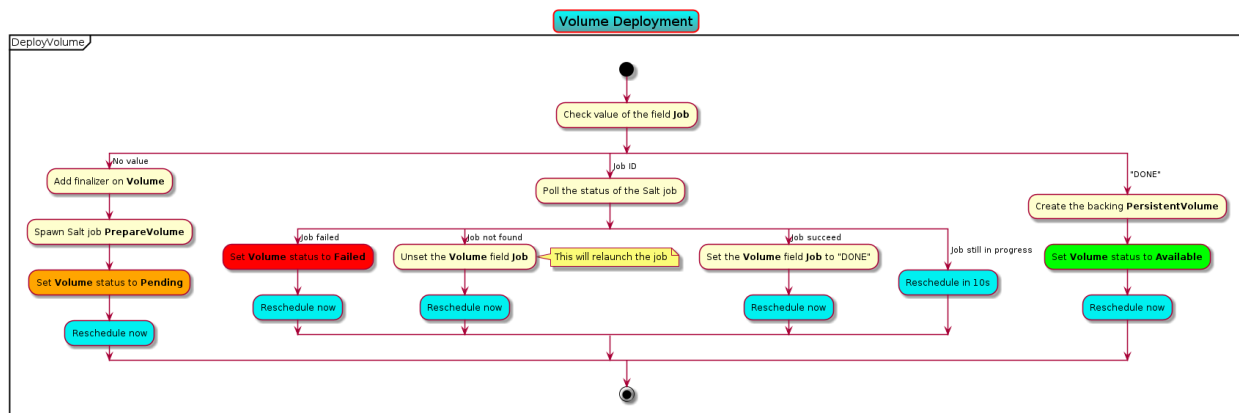 Volume Deployment
DeployVolume
Check value of the field Job
No value
Add finalizer on Volume
Spawn Salt job PrepareVolume
Set Volume status to Pending
Reschedule now
Job ID
Poll the status of the Salt job
Job failed
Set Volume status to Failed
Reschedule now
Job not found
Unset the Volume field Job
This will relaunch the job
Reschedule now
Job succeed
Set the Volume field Job to "DONE"
Reschedule now
Job still in progress
Reschedule in 10s
"DONE"
Create the backing PersistentVolume
Set Volume status to Available
Reschedule now